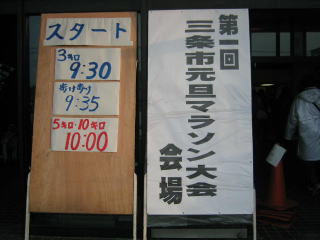 スタート
3キロ
9:30
歩け歩け
9:35
5キロ・10キロ
10:00
第一回
三条市元旦マラソン大会
会場